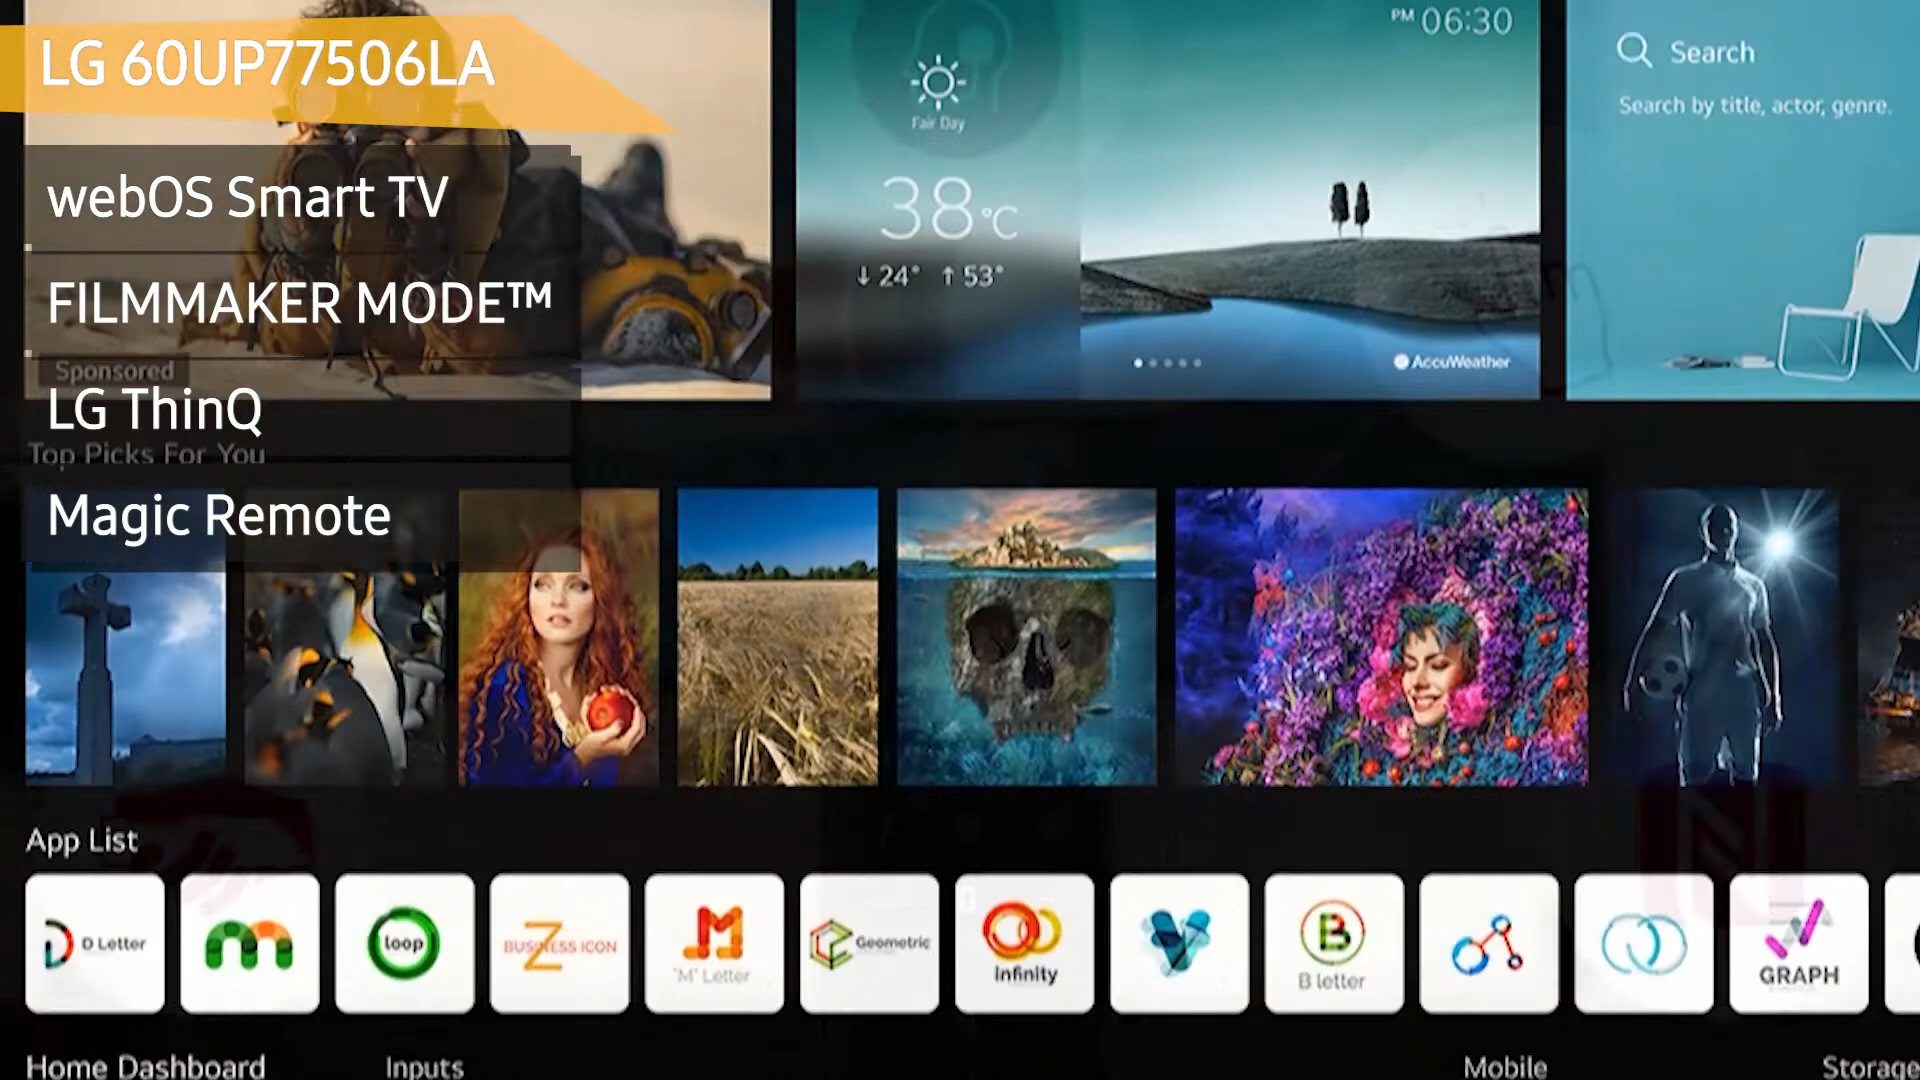 LG 60UP77506LA
webOS Smart TV
FILMMAKER MODE™
Sponsored
LG ThinQ
Top Picks For You
Magic Remote
PM 06:30
Fair Day
38°C
↓ 24° ↑ 53°
AccuWeather
Search
Search by title, actor, genre.
App List
D Letter
loop
Z
BUSINESS ICON
M
'M' Letter
Geometric
Infinity
B
B letter
GRAPH
Home Dashboard
Inputs
Mobile
Storage